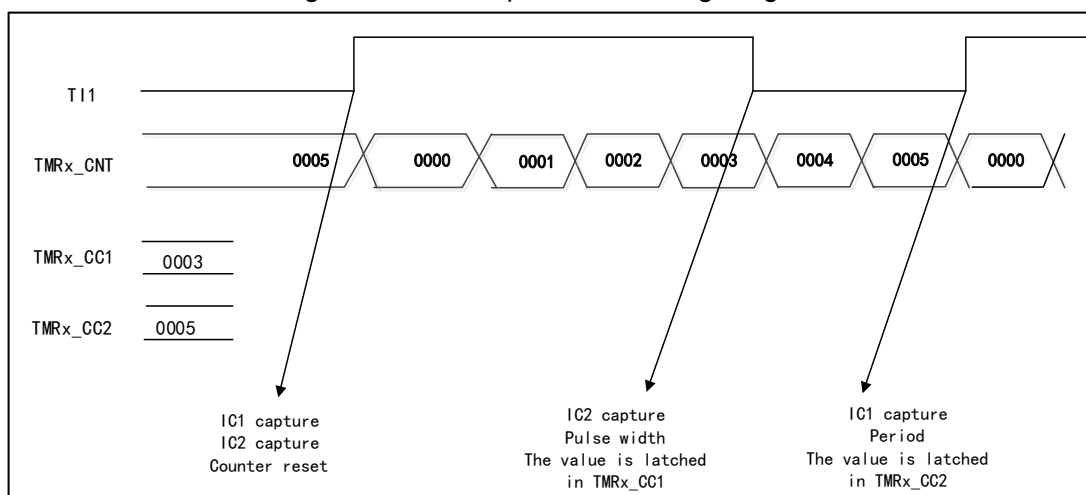 TI1
TMRx_CNT
0005 0000 0001 0002 0003 0004 0005 0000
TMRx_CC1
0003
TMRx_CC2
0005
IC1 capture
IC2 capture
Counter reset
IC2 capture
Pulse width
The value is latched
in TMRx_CC1
IC1 capture
Period
The value is latched
in TMRx_CC2